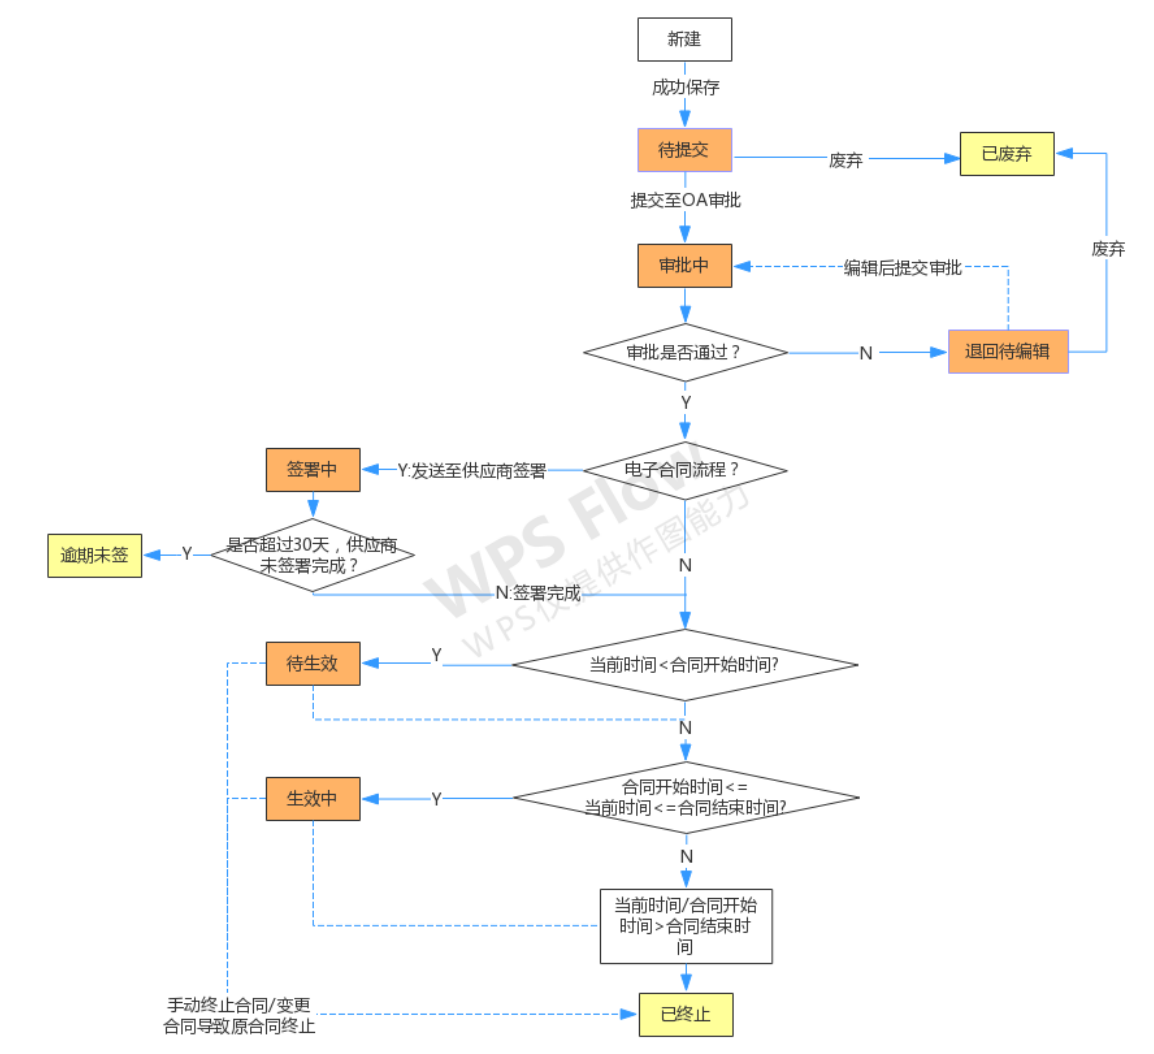 新建
成功保存
待提交
废弃
已废弃
提交至OA审批
废弃
审批中
编辑后提交审批
审批是否通过？
N
退回待编辑
Y
签署中
Y:发送至供应商签署
电子合同流程？
WPS Flow
WPS仅提供作图能力
逾期未签
Y
是否超过30天，供应商
未签署完成？
N
N:签署完成
待生效
Y
当前时间<合同开始时间?
N
生效中
Y
合同开始时间<=
当前时间<=合同结束时间?
N
当前时间/合同开始
时间>合同结束时
间
手动终止合同/变更
合同导致原合同终止
已终止